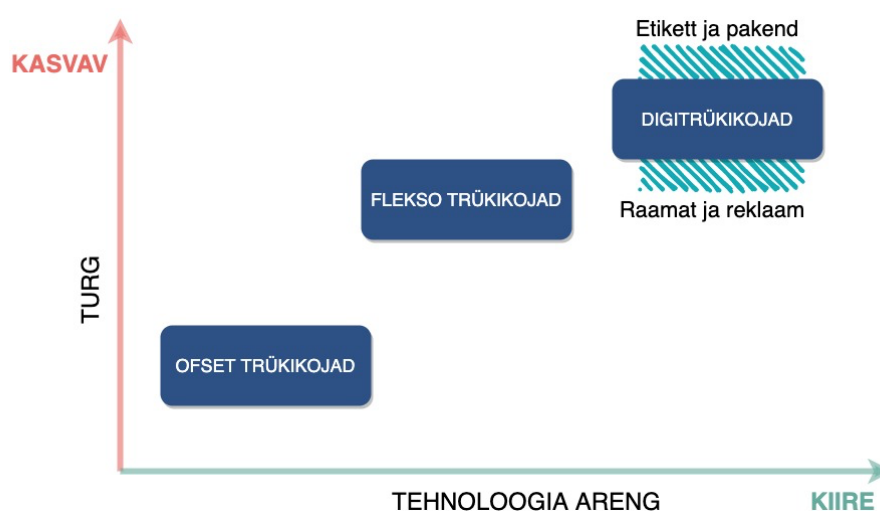 Etikett ja pakend
KASVAV
DIGITRÜKIKOJAD
FLEKSO TRÜKIKOJAD
Raamat ja reklaam
TURG
OFSET TRÜKIKOJAD
TEHNOLOOGIA ARENG
KIIRE